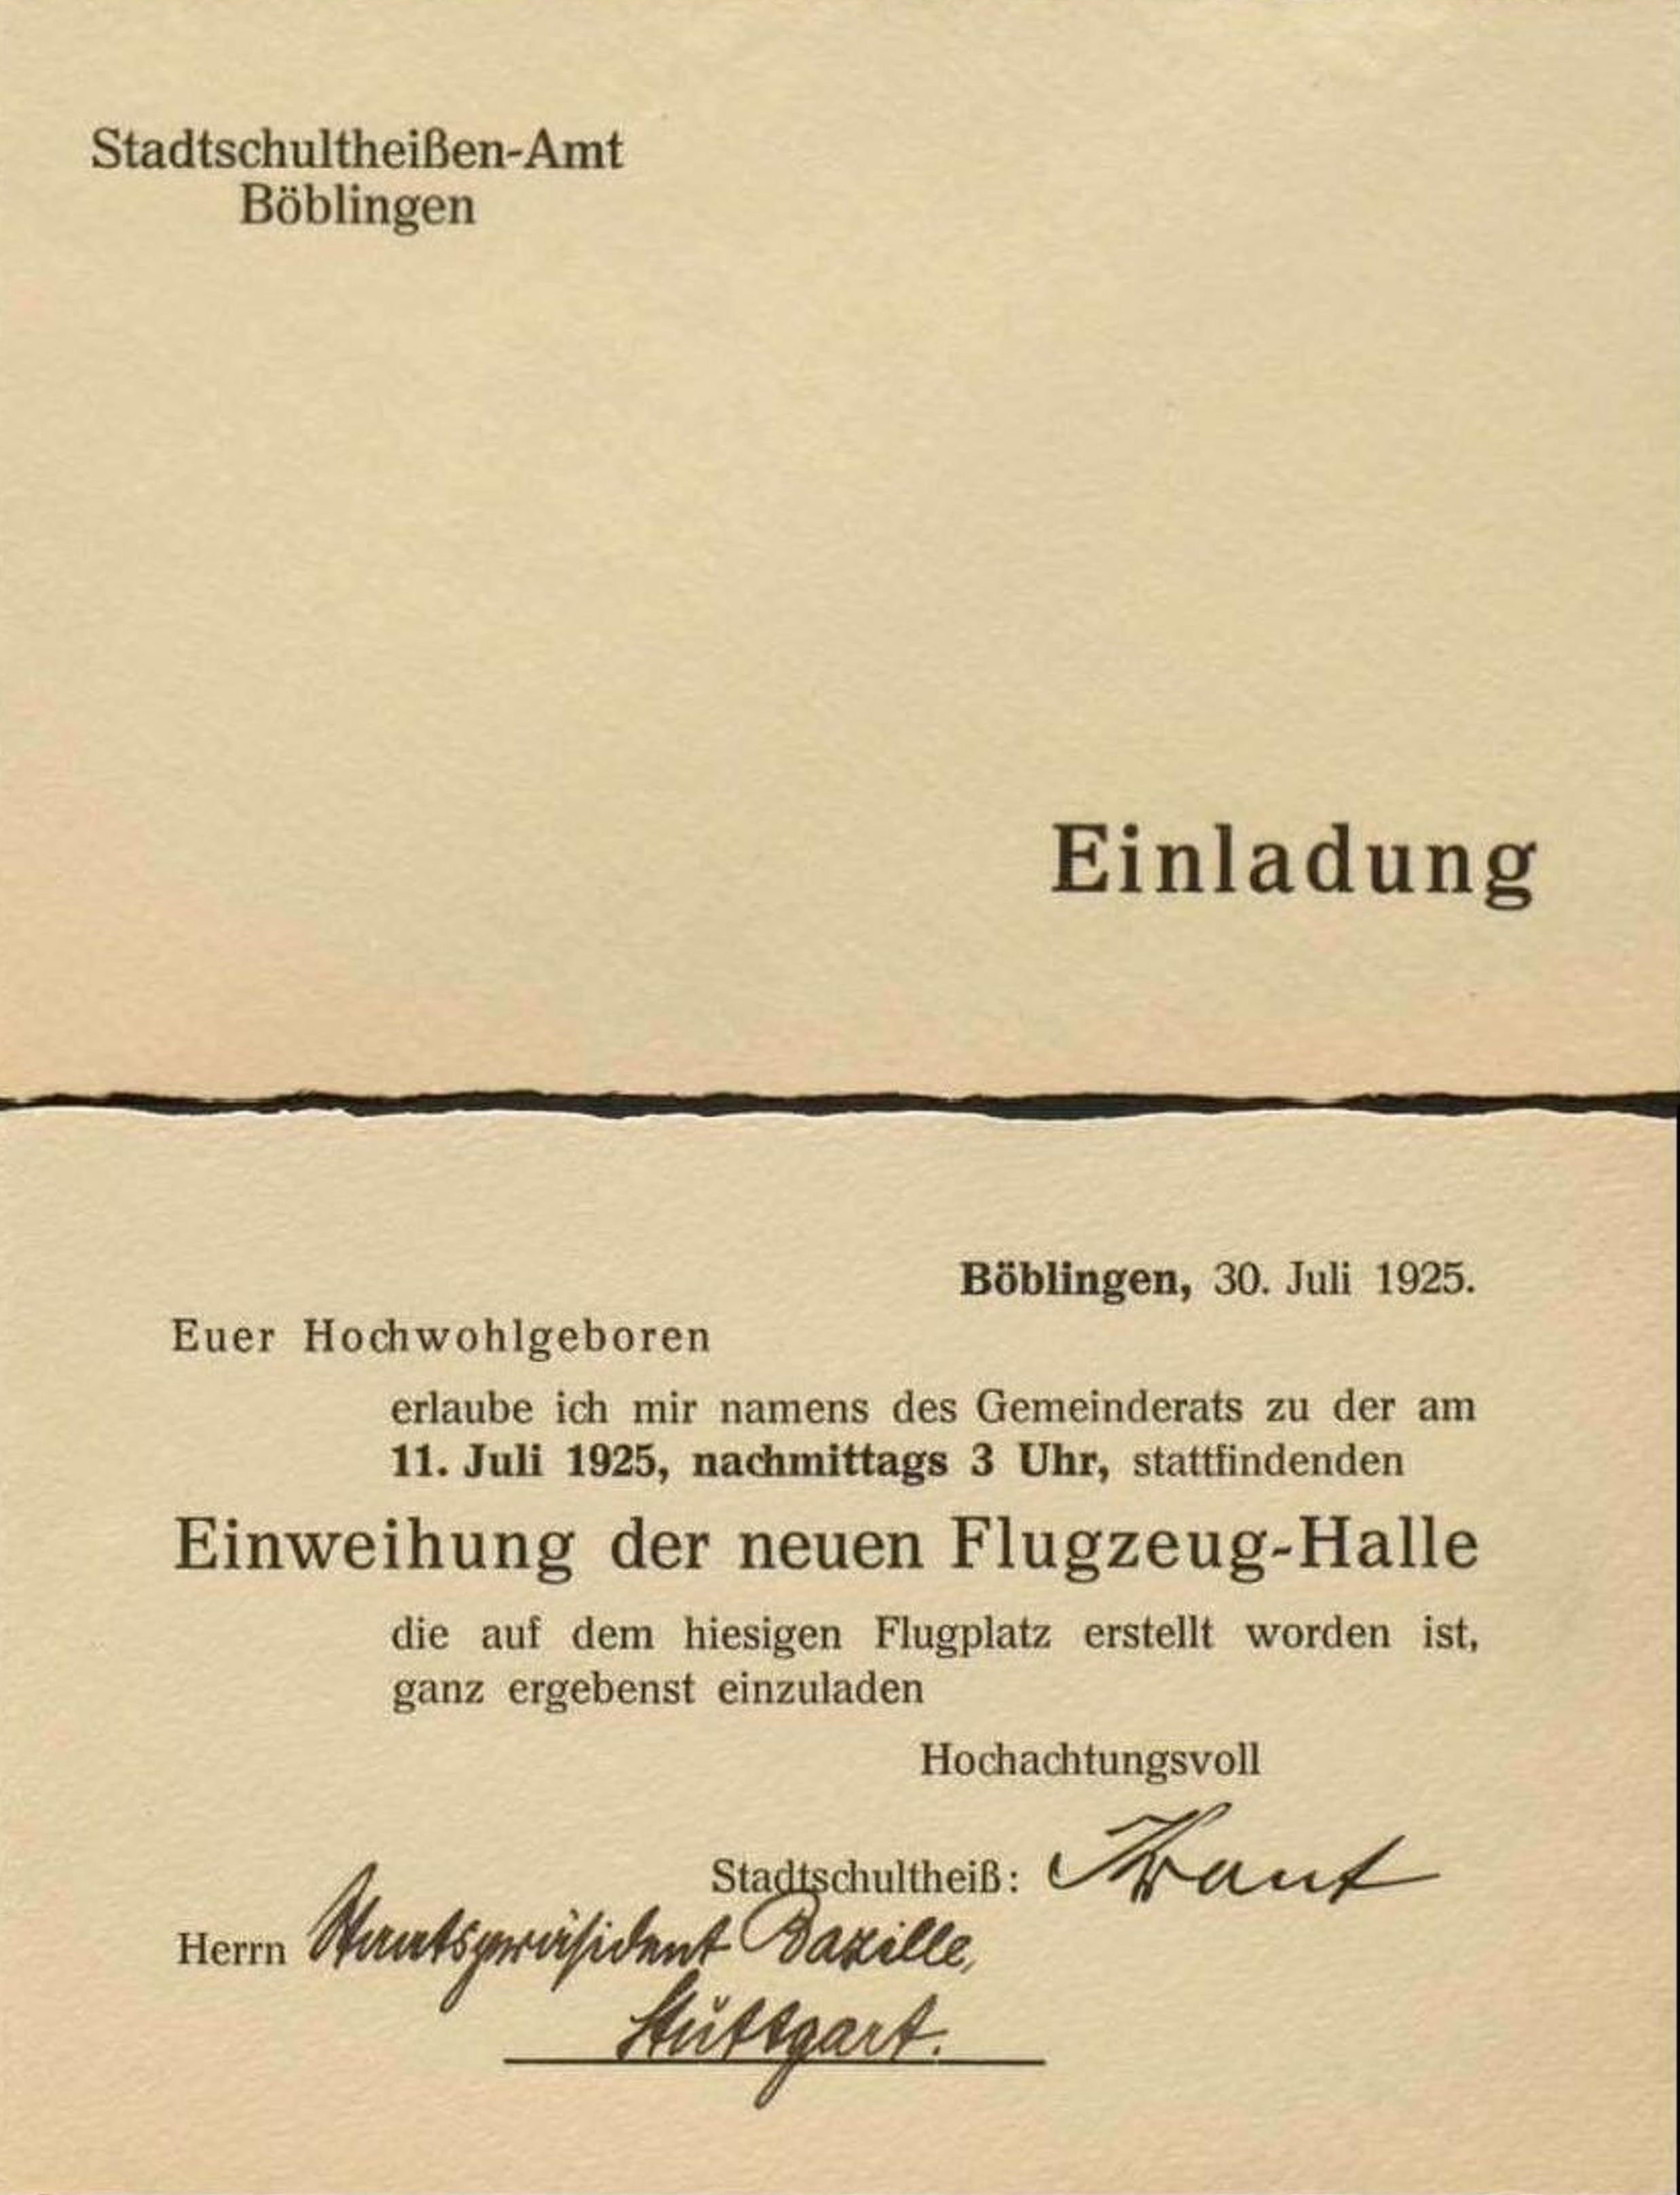 Stadtschultheißen-Amt
Böblingen
Einladung
Böblingen, 30. Juli 1925.
Euer Hochwohlgeboren
erlaube ich mir namens des Gemeinderats zu der am
11. Juli 1925, nachmittags 3 Uhr, stattfindenden
Einweihung der neuen Flugzeug-Halle
die auf dem hiesigen Flugplatz erstellt worden ist,
ganz ergebenst einzuladen
Hochachtungsvoll
Stadtschultheiß: Kraut
Herrn Staatspräsident Bazille,
Stuttgart.